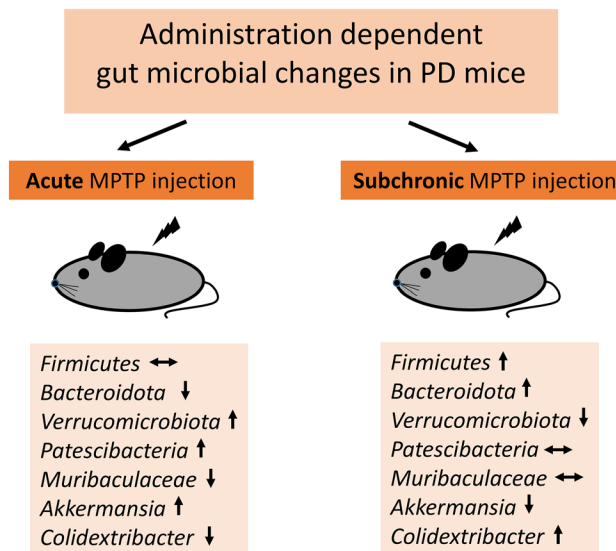 Administration dependent
gut microbial changes in PD mice
Acute MPTP injection
Subchronic MPTP injection
Firmicutes ↔
Bacteroidota ↓
Verrucomicrobiota ↑
Patescibacteria ↑
Muribaculaceae ↓
Akkermansia ↑
Colidextribacter ↓
Firmicutes ↑
Bacteroidota ↑
Verrucomicrobiota ↓
Patescibacteria ↔
Muribaculaceae ↔
Akkermansia ↓
Colidextribacter ↑